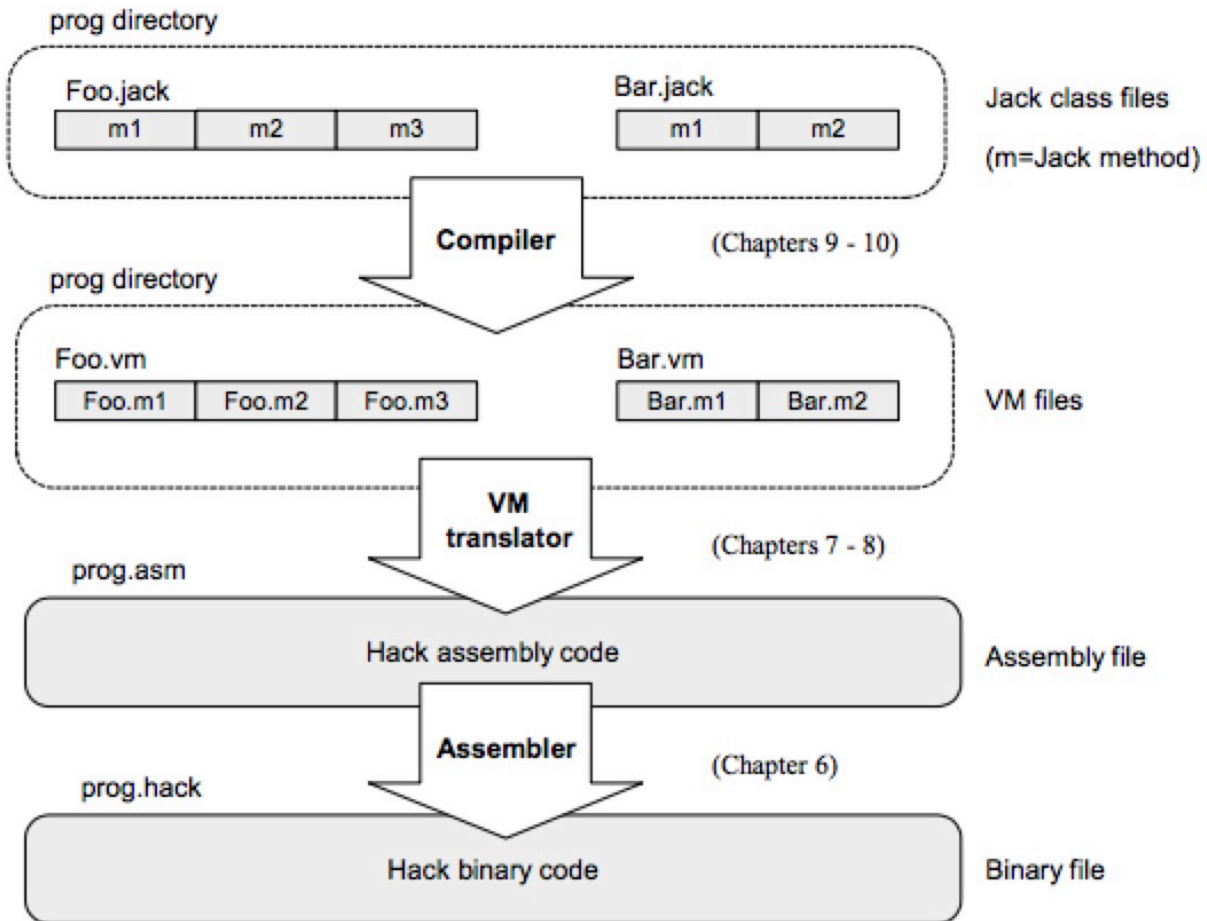 prog directory
Foo.jack
m1 m2 m3
Bar.jack
m1 m2
Jack class files
(m=Jack method)
Compiler
(Chapters 9 - 10)
prog directory
Foo.vm
Foo.m1 Foo.m2 Foo.m3
Bar.vm
Bar.m1 Bar.m2
VM files
VM
translator
(Chapters 7 - 8)
prog.asm
Hack assembly code
Assembly file
Assembler
(Chapter 6)
prog.hack
Hack binary code
Binary file